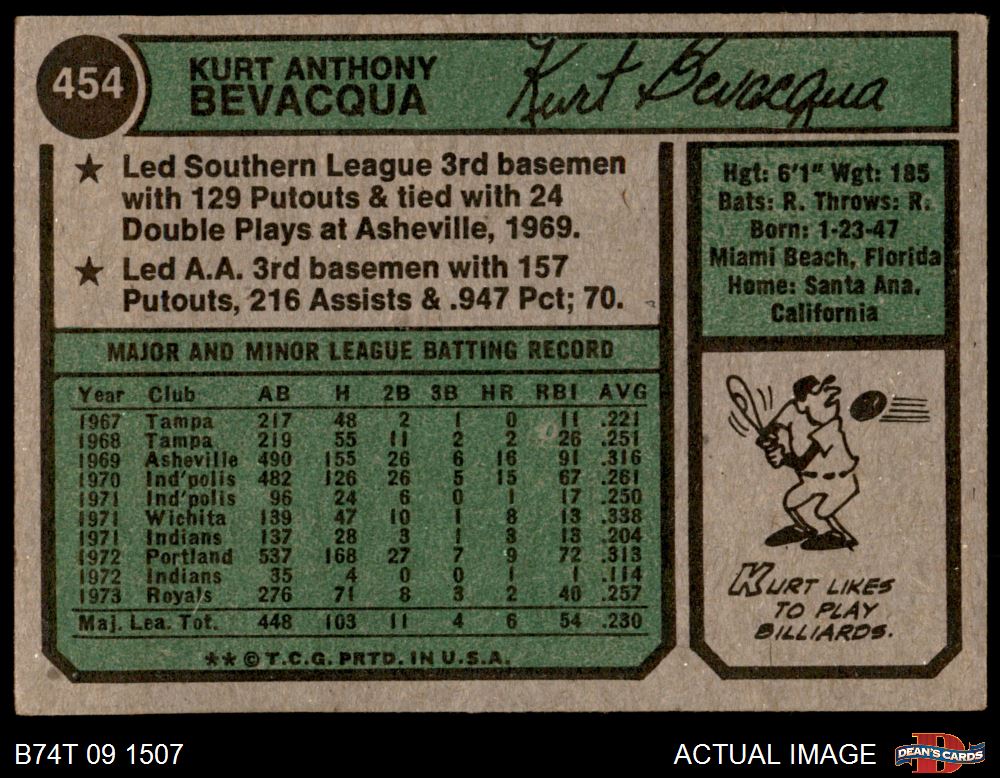 454
KURT ANTHONY
BEVACQUA
Kurt Bevacqua
★ Led Southern League 3rd basemen
with 129 Putouts & tied with 24
Double Plays at Asheville, 1969.
★ Led A.A. 3rd basemen with 157
Putouts, 216 Assists & .947 Pct; 70.
Hgt: 6'1" Wgt: 185
Bats: R. Throws: R.
Born: 1-23-47
Miami Beach, Florida
Home: Santa Ana,
California
MAJOR AND MINOR LEAGUE BATTING RECORD
Year Club AB H 2B 3B HR RBI AVG
1967 Tampa 217 48 2 1 0 11 .221
1968 Tampa 219 55 11 2 2 26 .251
1969 Asheville 490 155 26 6 16 91 .316
1970 Ind'polis 482 126 26 5 15 67 .261
1971 Ind'polis 96 24 6 0 1 17 .250
1971 Wichita 139 47 10 1 8 13 .338
1971 Indians 137 28 3 1 3 13 .204
1972 Portland 537 168 27 7 9 72 .313
1972 Indians 35 4 0 0 1 1 .114
1973 Royals 276 71 8 3 2 40 .257
Maj. Lea. Tot. 448 103 11 4 6 54 .230
★★ © T.C.G. PRTD. IN U.S.A.
KURT LIKES
TO PLAY
BILLIARDS.
B74T 09 1507
ACTUAL IMAGE
DEAN'S CARDS